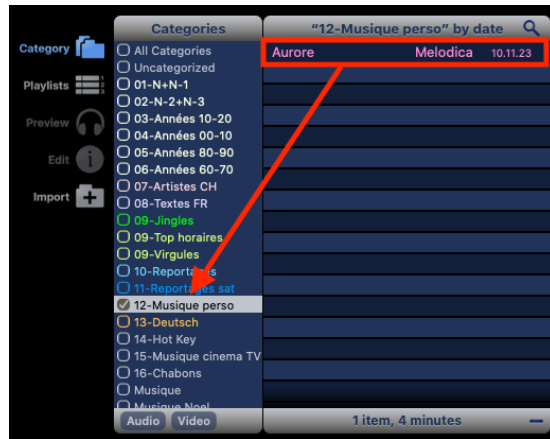 Categories
"12-Musique perso" by date
Category
All Categories
Aurore Melodica 10.11.23
Uncategorized
Playlists
01-N+N-1
02-N-2+N-3
Preview
03-Années 10-20
04-Années 00-10
Edit
05-Années 80-90
06-Années 60-70
Import
07-Artistes CH
08-Textes FR
09-Jingles
09-Top horaires
09-Virgules
10-Reportages
11-Reportages sat
12-Musique perso
13-Deutsch
14-Hot Key
15-Musique cinema TV
16-Chabons
Musique
Musique Noel
Audio Video
1 item, 4 minutes